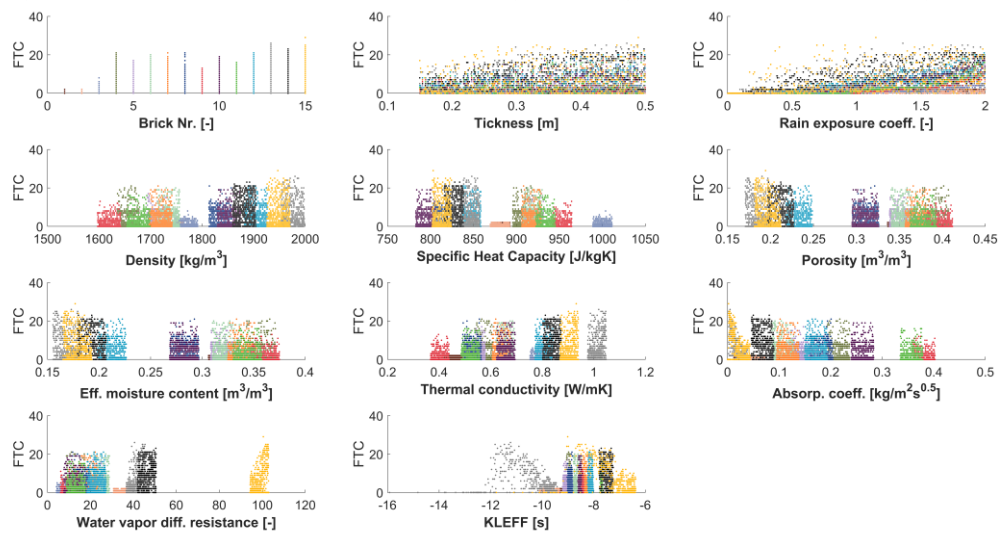 40
20
0
FTC
0 5 10 15
Brick Nr. [-]
40
20
0
FTC
0.1 0.2 0.3 0.4 0.5
Tickness [m]
40
20
0
FTC
0 0.5 1 1.5 2
Rain exposure coeff. [-]
40
20
0
FTC
1500 1600 1700 1800 1900 2000
Density [kg/m³]
40
20
0
FTC
750 800 850 900 950 1000 1050
Specific Heat Capacity [J/kgK]
40
20
0
FTC
0.15 0.2 0.25 0.3 0.35 0.4 0.45
Porosity [m³/m³]
40
20
0
FTC
0.15 0.2 0.25 0.3 0.35 0.4
Eff. moisture content [m³/m³]
40
20
0
FTC
0.2 0.4 0.6 0.8 1 1.2
Thermal conductivity [W/mK]
40
20
0
FTC
0 0.1 0.2 0.3 0.4 0.5
Absorp. coeff. [kg/m²s⁰·⁵]
40
20
0
FTC
0 20 40 60 80 100 120
Water vapor diff. resistance [-]
40
20
0
FTC
-16 -14 -12 -10 -8 -6
KLEFF [s]